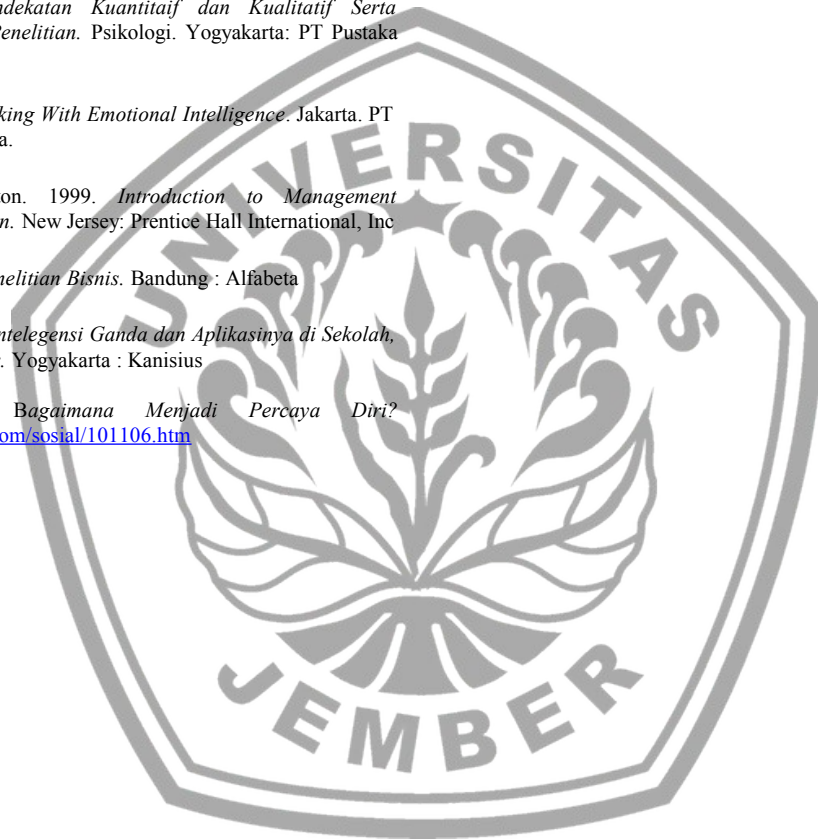 ndekatan Kuantitaif dan Kualitatif Serta
Penelitian. Psikologi. Yogyakarta: PT Pustaka
king With Emotional Intelligence. Jakarta. PT
a.
ton. 1999. Introduction to Management
n. New Jersey: Prentice Hall International, Inc
nelitian Bisnis. Bandung : Alfabeta
ntelegensi Ganda dan Aplikasinya di Sekolah,
. Yogyakarta : Kanisius
Bagaimana Menjadi Percaya Diri?
om/sosial/101106.htm
UNIVERSITAS
JEMBER